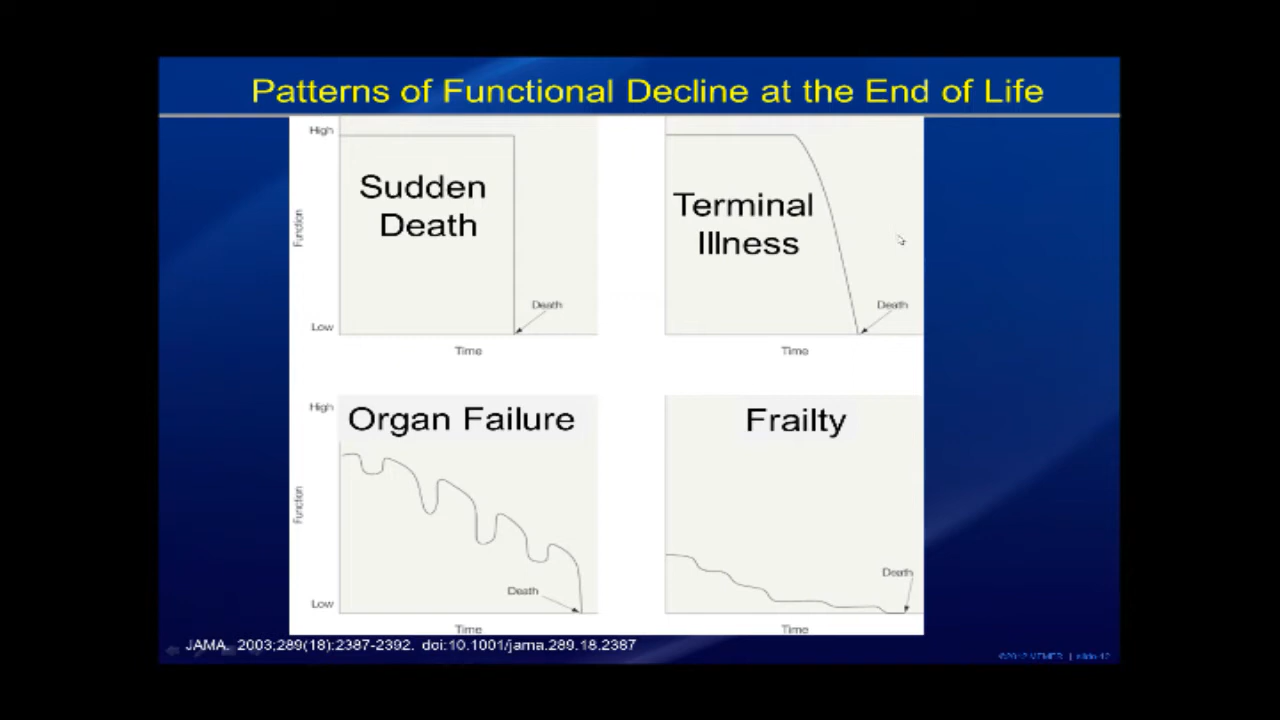 Patterns of Functional Decline at the End of Life
High
Function
Low
Sudden
Death
Death
Time
Terminal
Illness
Death
Time
High
Function
Low
Organ Failure
Death
Time
Frailty
Death
Time
JAMA. 2003;289(18):2387-2392. doi:10.1001/jama.289.18.2387
©2012